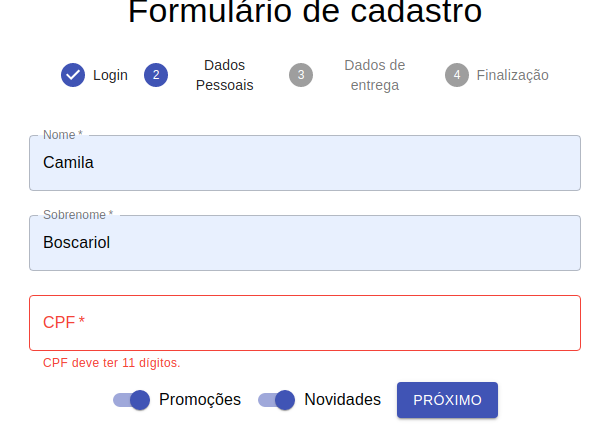 Formulário de cadastro
Login
2
Dados
Pessoais
3
Dados de
entrega
4
Finalização
Nome *
Camila
Sobrenome *
Boscariol
CPF *
CPF deve ter 11 dígitos.
Promoções
Novidades
PRÓXIMO